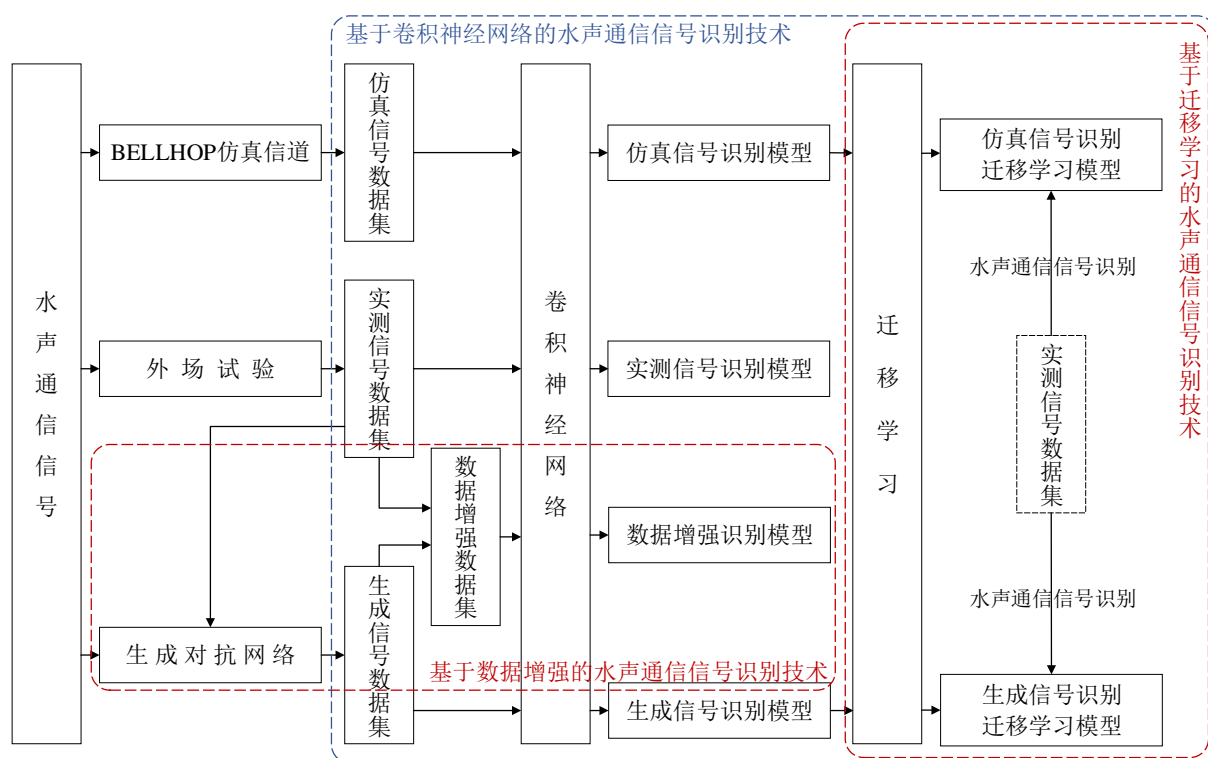 基于卷积神经网络的水声通信信号识别技术
基于迁移学习的水声通信信号识别技术
水声通信信号
BELLHOP仿真信道
仿真信号数据集
卷积神经网络
仿真信号识别模型
迁移学习
仿真信号识别
迁移学习模型
水声通信信号识别
外场试验
实测信号数据集
实测信号识别模型
实测信号数据集
数据增强数据集
数据增强识别模型
水声通信信号识别
生成对抗网络
生成信号数据集
基于数据增强的水声通信信号识别技术
生成信号识别模型
生成信号识别
迁移学习模型